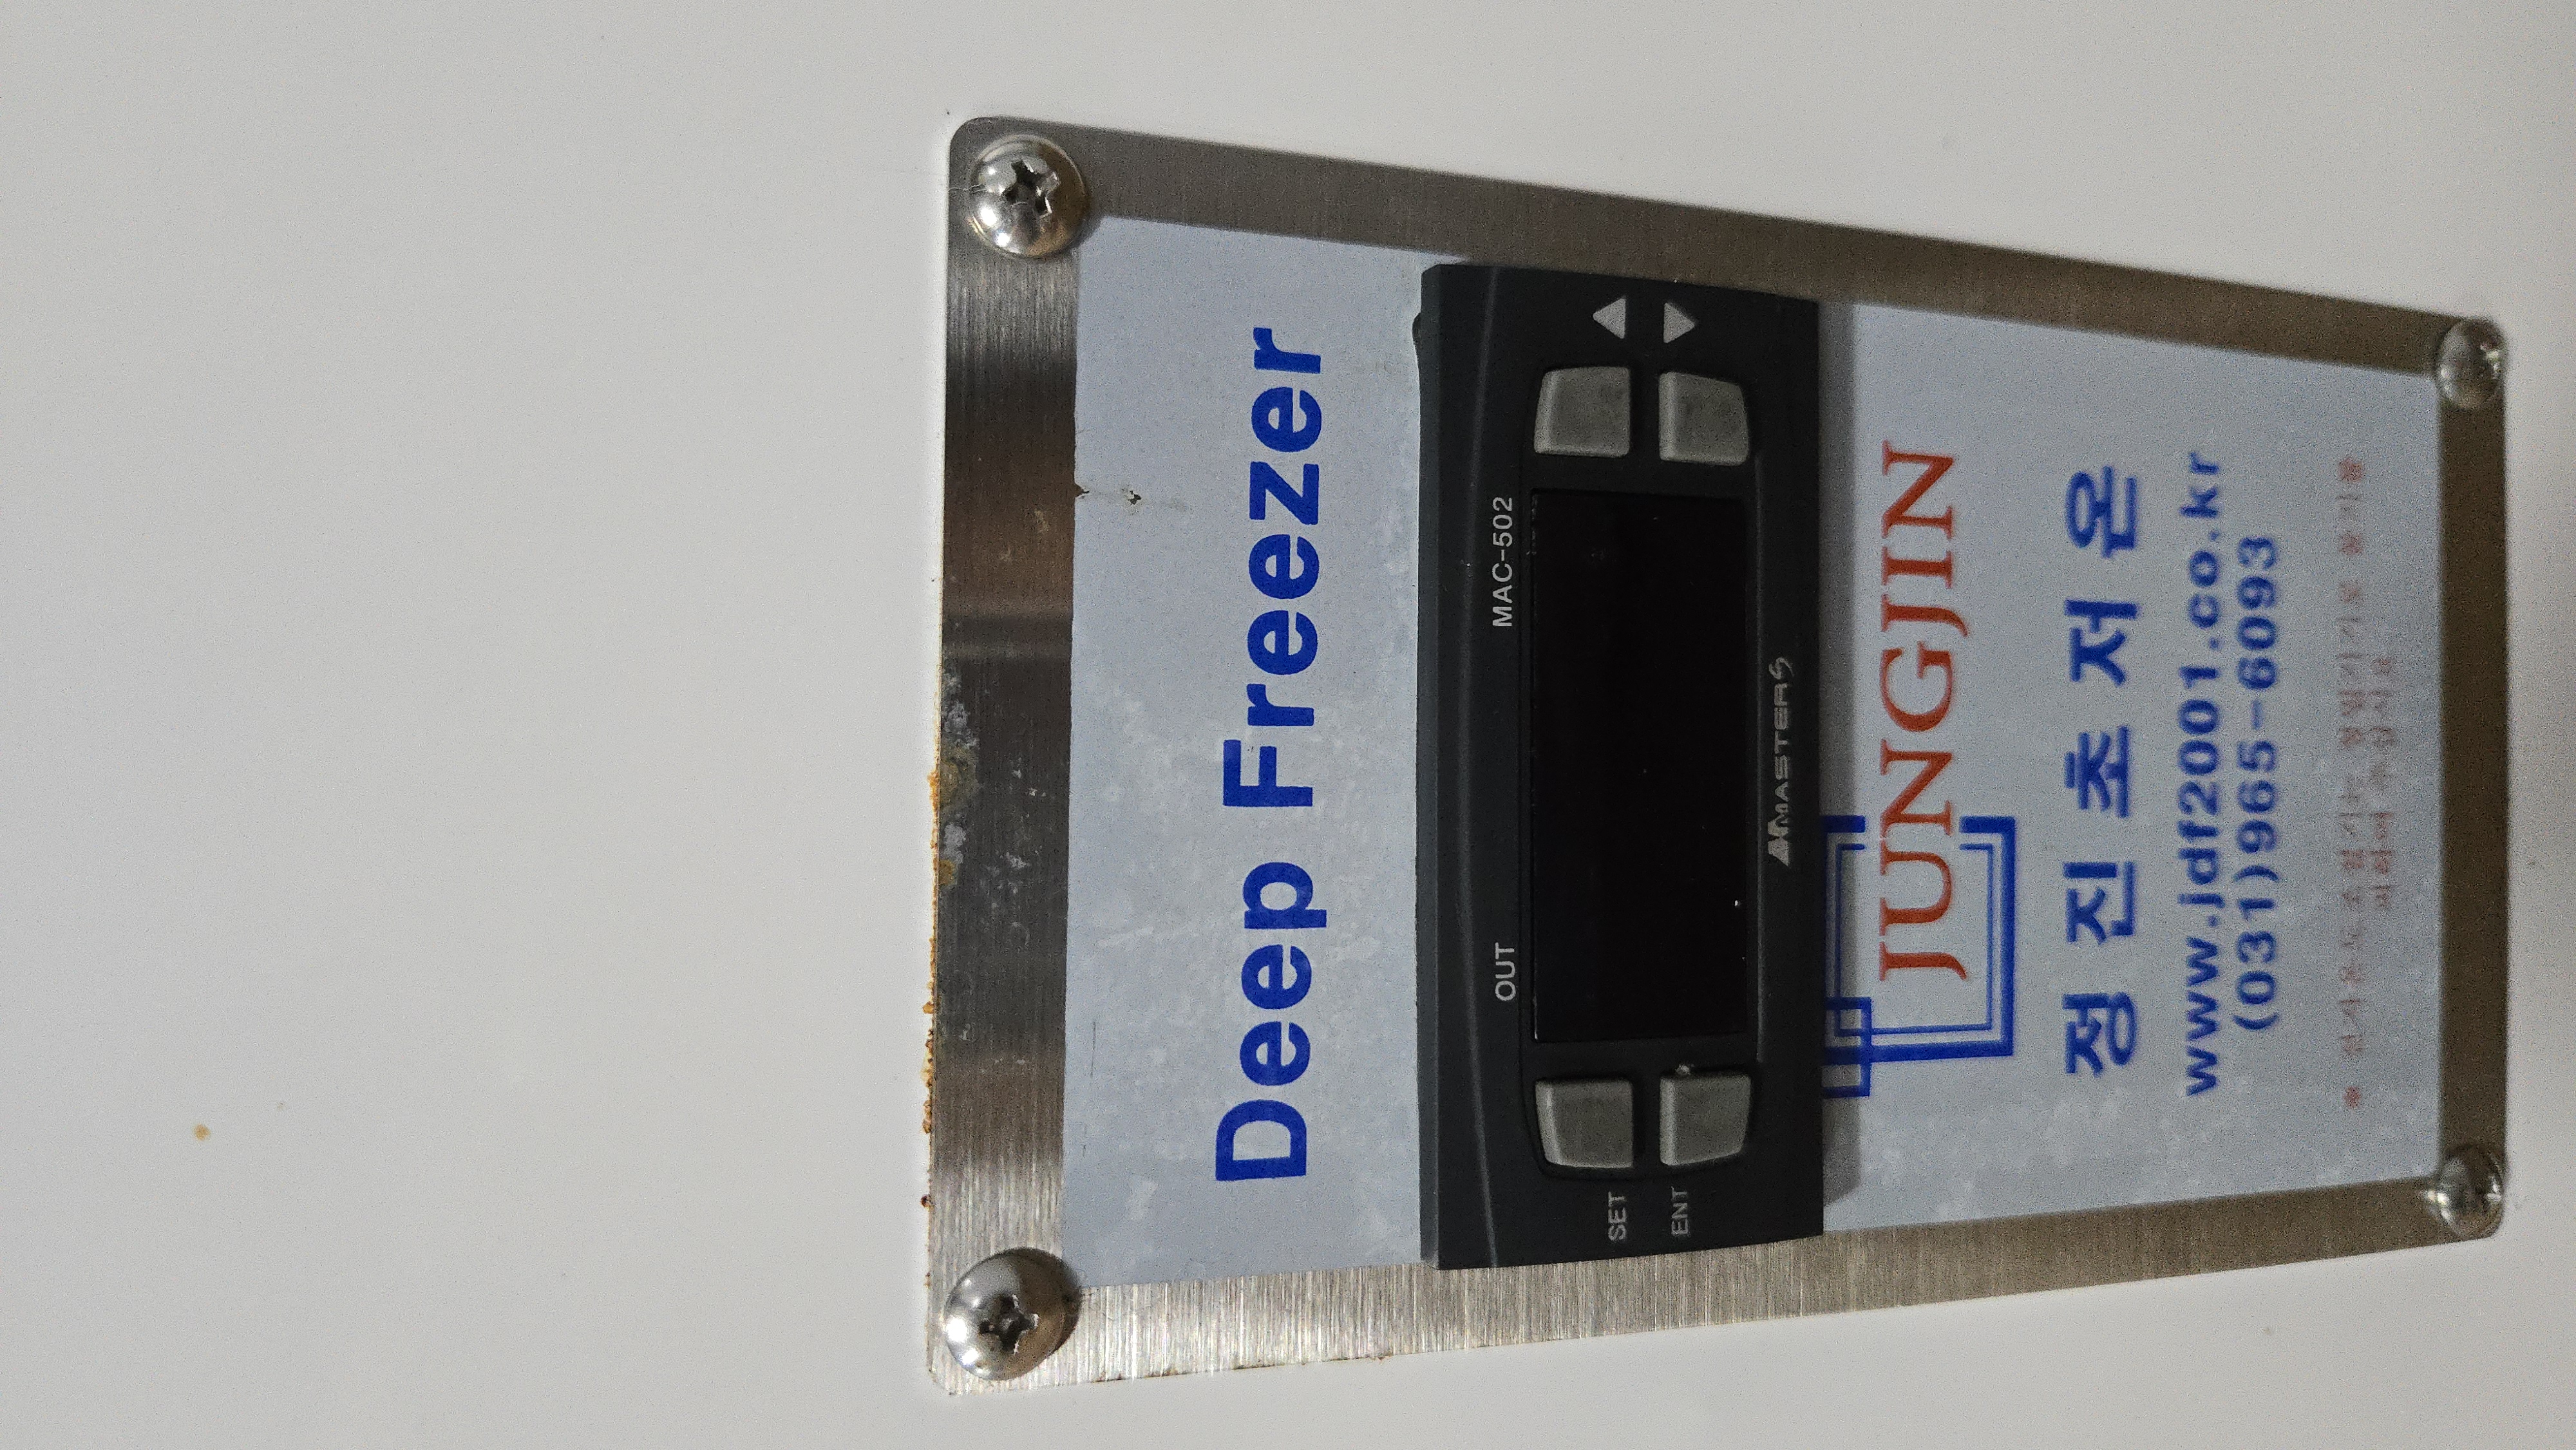 Deep Freezer
OUT MAC-502
SET
ENT
MASTERS
JUNGJIN
정진초저온
www.jdf2001.co.kr
(031)965-6093